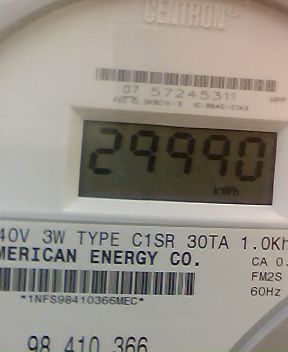 CENTRON®
07 57245311
29990
kWh
40V 3W TYPE C1SR 30TA 1.0Kh
MERICAN ENERGY CO.
CA 0.
FM2S
60Hz
*1NFS98410366MEC*
98 410 366